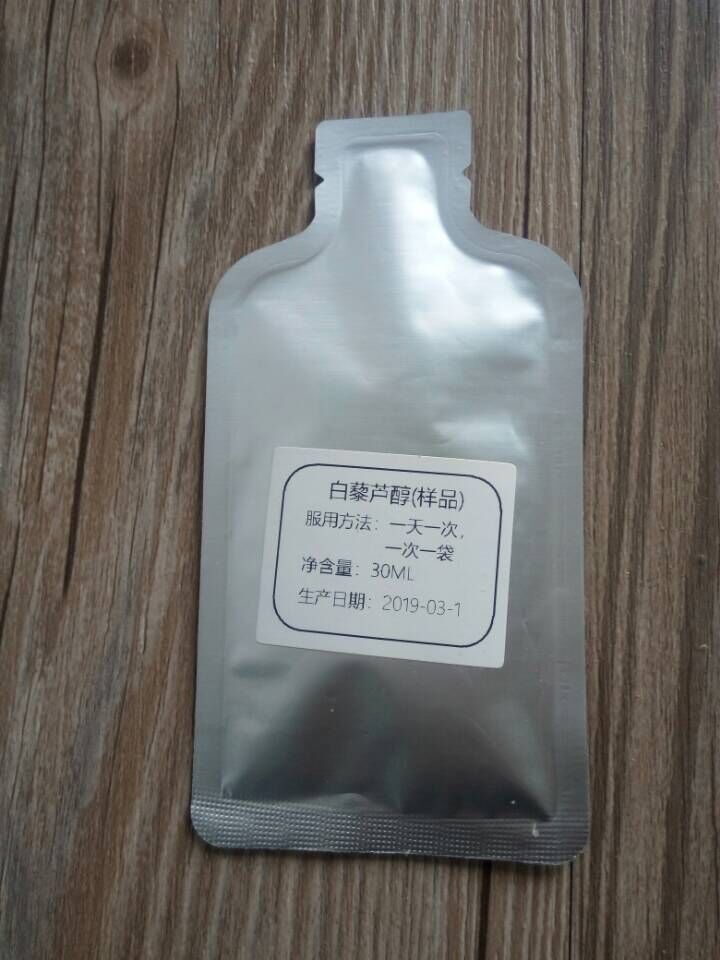 白藜芦醇(样品)
服用方法：一天一次，
一次一袋
净含量：30ML
生产日期：2019-03-1